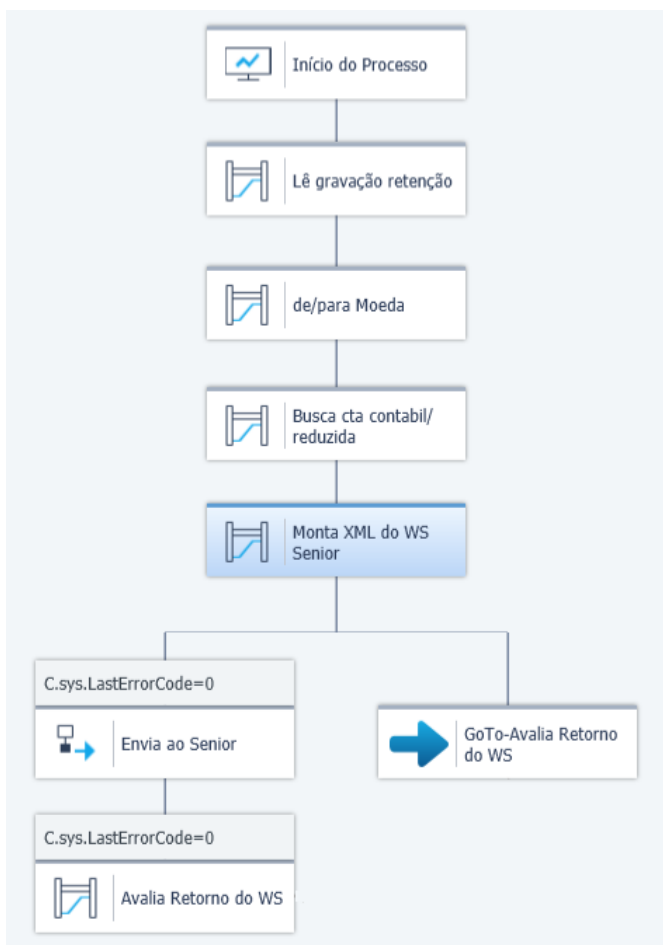 Início do Processo
Lê gravação retenção
de/para Moeda
Busca cta contabil/
reduzida
Monta XML do WS
Senior
C.sys.LastErrorCode=0
Envia ao Senior
GoTo-Avalia Retorno
do WS
C.sys.LastErrorCode=0
Avalia Retorno do WS